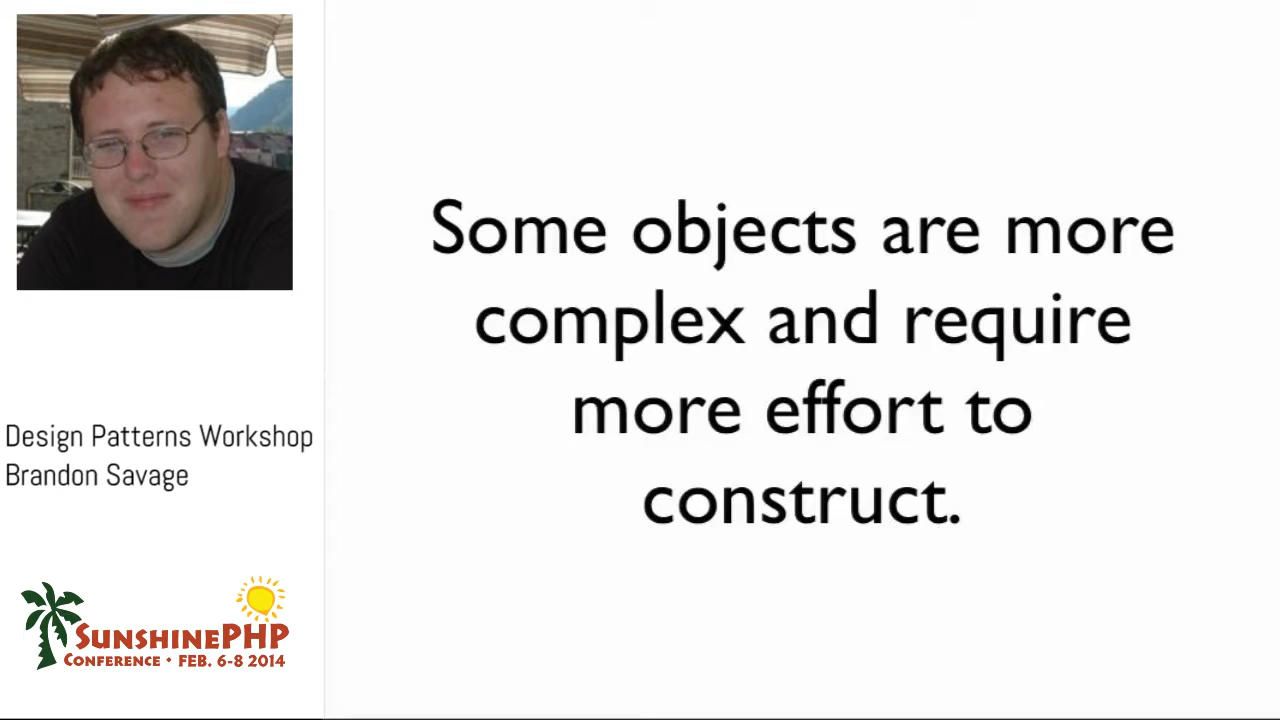 Some objects are more
complex and require
more effort to
construct.
Design Patterns Workshop
Brandon Savage
SUNSHINEPHP
CONFERENCE • FEB. 6-8 2014